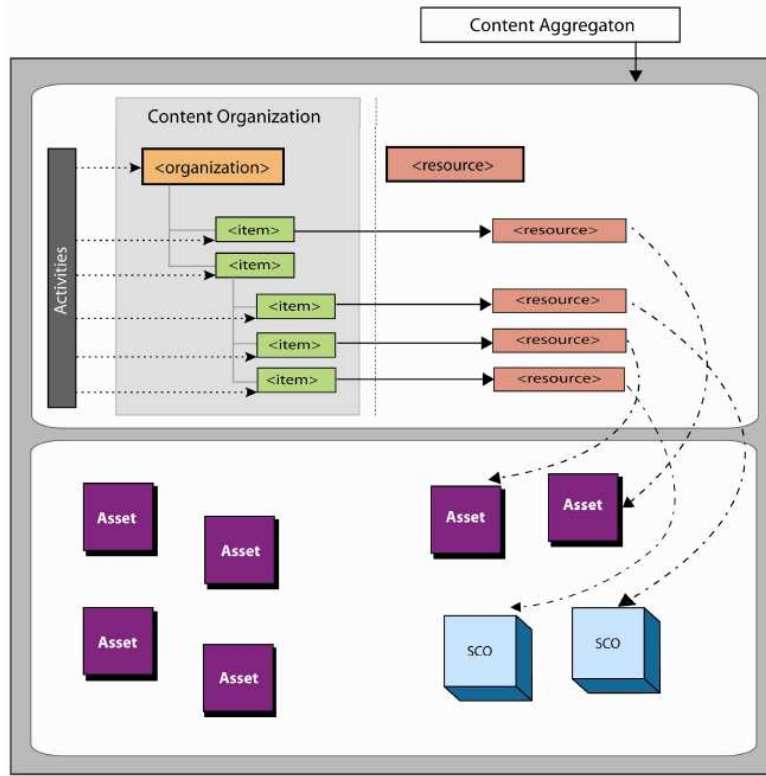 Content Aggregaton
Content Organization
<organization>
<resource>
<item>
<resource>
<item>
Activities
<item>
<resource>
<item>
<resource>
<item>
<resource>
Asset
Asset
Asset
Asset
Asset
Asset
SCO
SCO